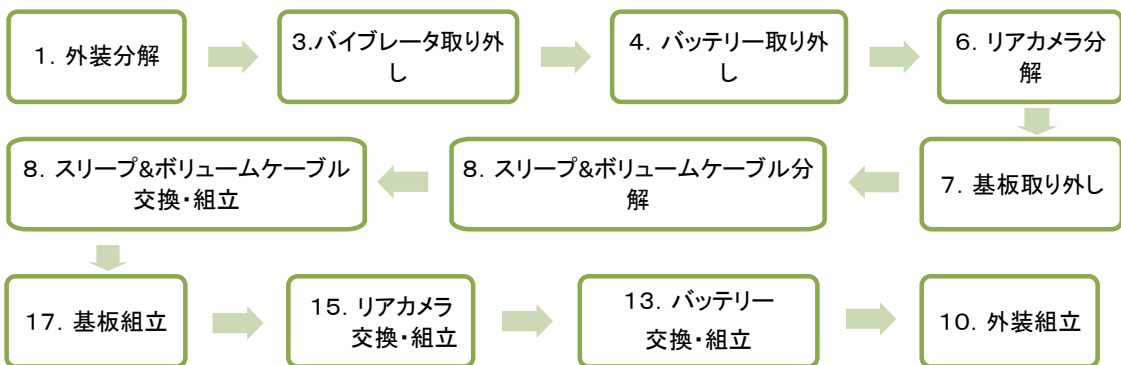 1. 外装分解
3.バイブレータ取り外
し
4. バッテリー取り外
し
6. リアカメラ分
解
7. 基板取り外し
8. スリープ&ボリュームケーブル分
解
8. スリープ&ボリュームケーブル
交換・組立
17. 基板組立
15. リアカメラ
交換・組立
13. バッテリー
交換・組立
10. 外装組立